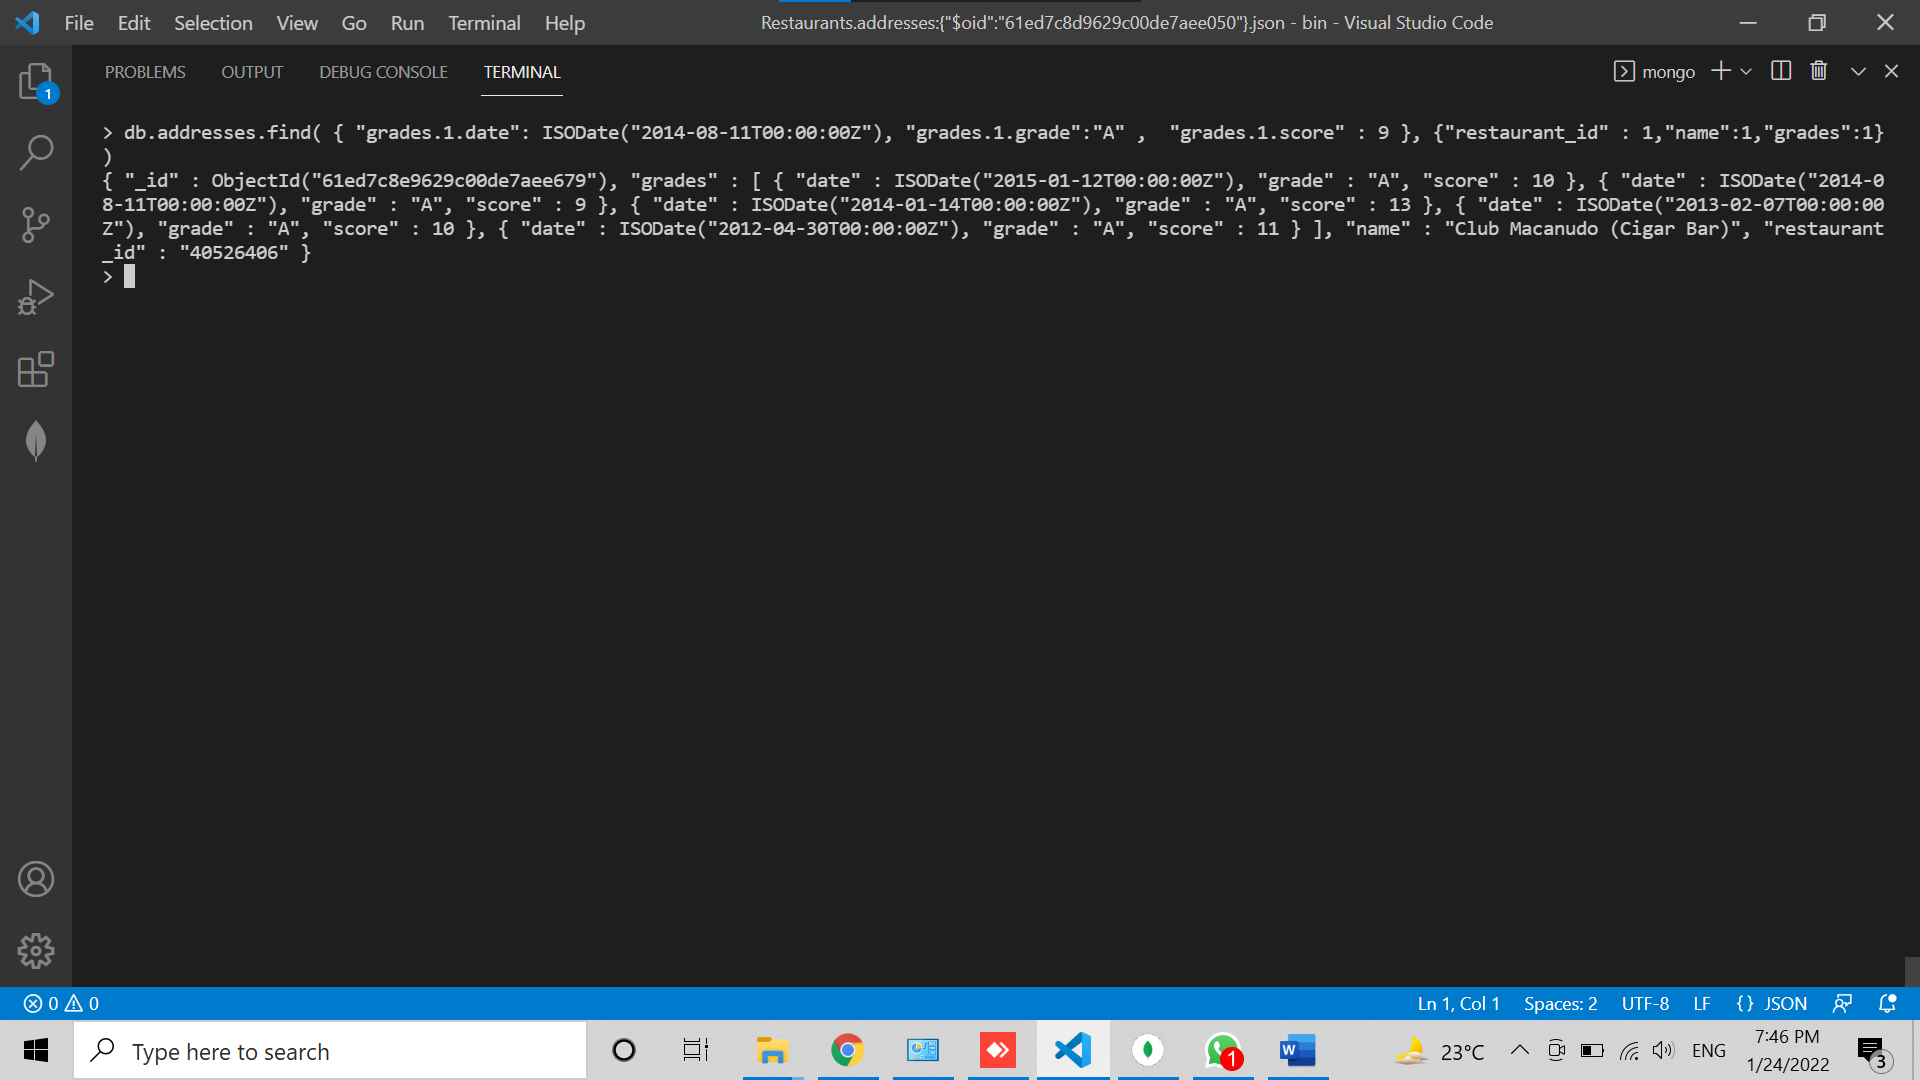 File Edit Selection View Go Run Terminal Help Restaurants.addresses:{"$oid":"61ed7c8d9629c00de7aee050"}.json - bin - Visual Studio Code
PROBLEMS OUTPUT DEBUG CONSOLE TERMINAL mongo
1
> db.addresses.find( { "grades.1.date": ISODate("2014-08-11T00:00:00Z"), "grades.1.grade":"A" ,  "grades.1.score" : 9 }, {"restaurant_id" : 1,"name":1,"grades":1}
)
{ "_id" : ObjectId("61ed7c8e9629c00de7aee679"), "grades" : [ { "date" : ISODate("2015-01-12T00:00:00Z"), "grade" : "A", "score" : 10 }, { "date" : ISODate("2014-0
8-11T00:00:00Z"), "grade" : "A", "score" : 9 }, { "date" : ISODate("2014-01-14T00:00:00Z"), "grade" : "A", "score" : 13 }, { "date" : ISODate("2013-02-07T00:00:00
Z"), "grade" : "A", "score" : 10 }, { "date" : ISODate("2012-04-30T00:00:00Z"), "grade" : "A", "score" : 11 } ], "name" : "Club Macanudo (Cigar Bar)", "restaurant
_id" : "40526406" }
>
0 0 Ln 1, Col 1 Spaces: 2 UTF-8 LF {} JSON
Type here to search W 1 23°C ENG 7:46 PM 3
1/24/2022